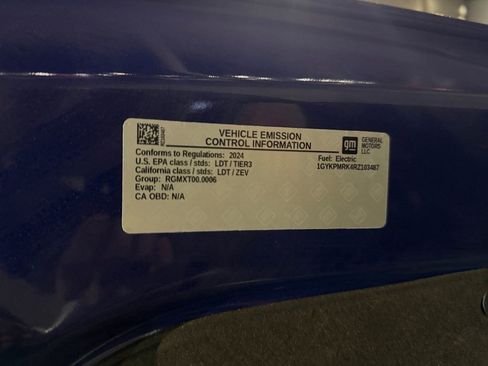 VEHICLE EMISSION
CONTROL INFORMATION
gm
GENERAL
MOTORS
LLC.
Conforms to Regulations: 2024
U.S. EPA class / stds: LDT / TIER3
California class / stds: LDT / ZEV
Group: RGMXT00.0006
Evap: N/A
CA OBD: N/A
Fuel: Electric
1GYKPMRK4RZ103487